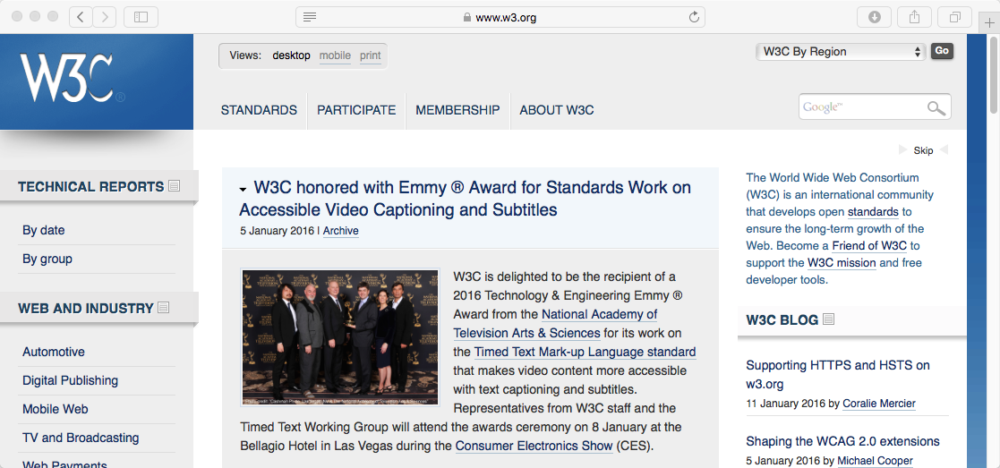 www.w3.org
W3C®
Views: desktop mobile print
W3C By Region
Go
STANDARDS
PARTICIPATE
MEMBERSHIP
ABOUT W3C
Google™
Skip
TECHNICAL REPORTS
By date
By group
WEB AND INDUSTRY
Automotive
Digital Publishing
Mobile Web
TV and Broadcasting
Web Payments
W3C honored with Emmy ® Award for Standards Work on
Accessible Video Captioning and Subtitles
5 January 2016 | Archive
W3C is delighted to be the recipient of a
2016 Technology & Engineering Emmy ®
Award from the National Academy of
Television Arts & Sciences for its work on
the Timed Text Mark-up Language standard
that makes video content more accessible
with text captioning and subtitles.
Representatives from W3C staff and the
Timed Text Working Group will attend the awards ceremony on 8 January at the
Bellagio Hotel in Las Vegas during the Consumer Electronics Show (CES).
The World Wide Web Consortium
(W3C) is an international community
that develops open standards to
ensure the long-term growth of the
Web. Become a Friend of W3C to
support the W3C mission and free
developer tools.
W3C BLOG
Supporting HTTPS and HSTS on
w3.org
11 January 2016 by Coralie Mercier
Shaping the WCAG 2.0 extensions
5 January 2016 by Michael Cooper